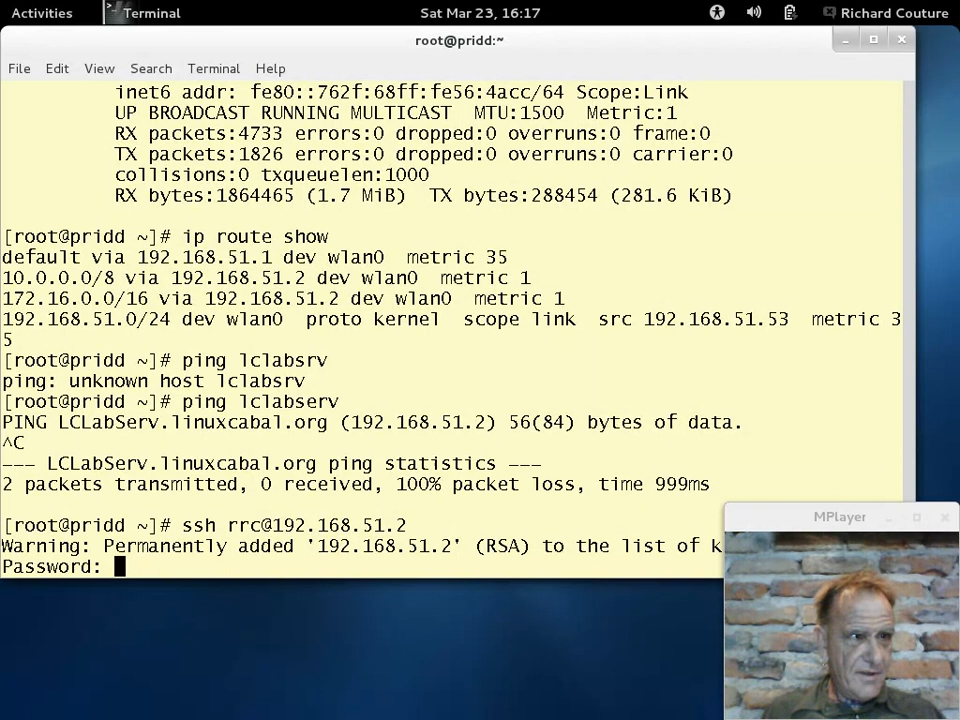 Activities
Terminal
Sat Mar 23, 16:17
Richard Couture
root@pridd:~
File Edit View Search Terminal Help
inet6 addr: fe80::762f:68ff:fe56:4acc/64 Scope:Link
UP BROADCAST RUNNING MULTICAST  MTU:1500  Metric:1
RX packets:4733 errors:0 dropped:0 overruns:0 frame:0
TX packets:1826 errors:0 dropped:0 overruns:0 carrier:0
collisions:0 txqueuelen:1000
RX bytes:1864465 (1.7 MiB)  TX bytes:288454 (281.6 KiB)
[root@pridd ~]# ip route show
default via 192.168.51.1 dev wlan0  metric 35
10.0.0.0/8 via 192.168.51.2 dev wlan0  metric 1
172.16.0.0/16 via 192.168.51.2 dev wlan0  metric 1
192.168.51.0/24 dev wlan0  proto kernel  scope link  src 192.168.51.53  metric 3
5
[root@pridd ~]# ping lclabsrv
ping: unknown host lclabsrv
[root@pridd ~]# ping lclabserv
PING LCLabServ.linuxcabal.org (192.168.51.2) 56(84) bytes of data.
^C
--- LCLabServ.linuxcabal.org ping statistics ---
2 packets transmitted, 0 received, 100% packet loss, time 999ms
[root@pridd ~]# ssh rrc@192.168.51.2
Warning: Permanently added '192.168.51.2' (RSA) to the list of k
Password:
MPlayer